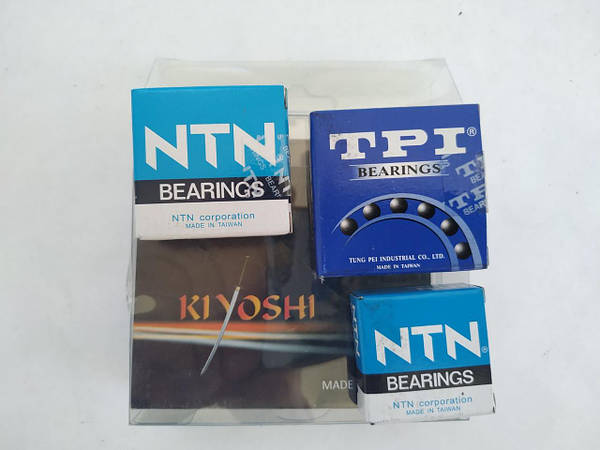 NTN
BEARINGS
NTN corporation
MADE IN TAIWAN
TPI®
BEARINGS
TUNG PEI INDUSTRIAL CO., LTD.
MADE IN TAIWAN
KIYOSHI
MADE
NTN®
BEARINGS
NTN corporation
MADE IN TAIWAN